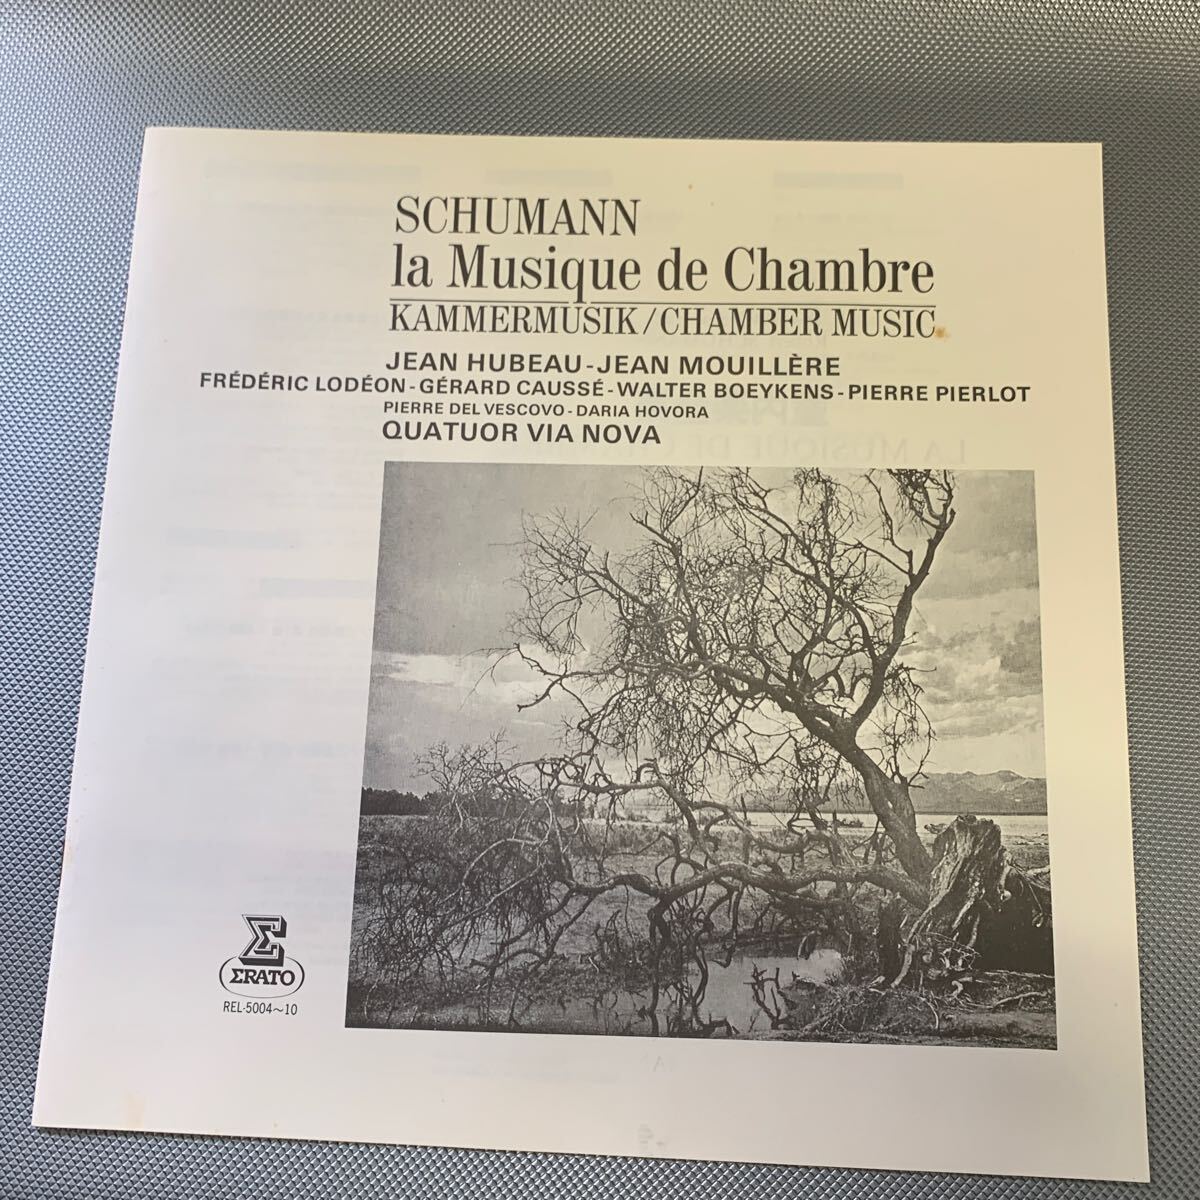 SCHUMANN
la Musique de Chambre
KAMMERMUSIK/CHAMBER MUSIC
JEAN HUBEAU-JEAN MOUILLÈRE
FRÉDÉRIC LODÉON-GÉRARD CAUSSÉ-WALTER BOEYKENS-PIERRE PIERLOT
PIERRE DEL VESCOVO-DARIA HOVORA
QUATUOR VIA NOVA
ΣRATO
REL-5004~10